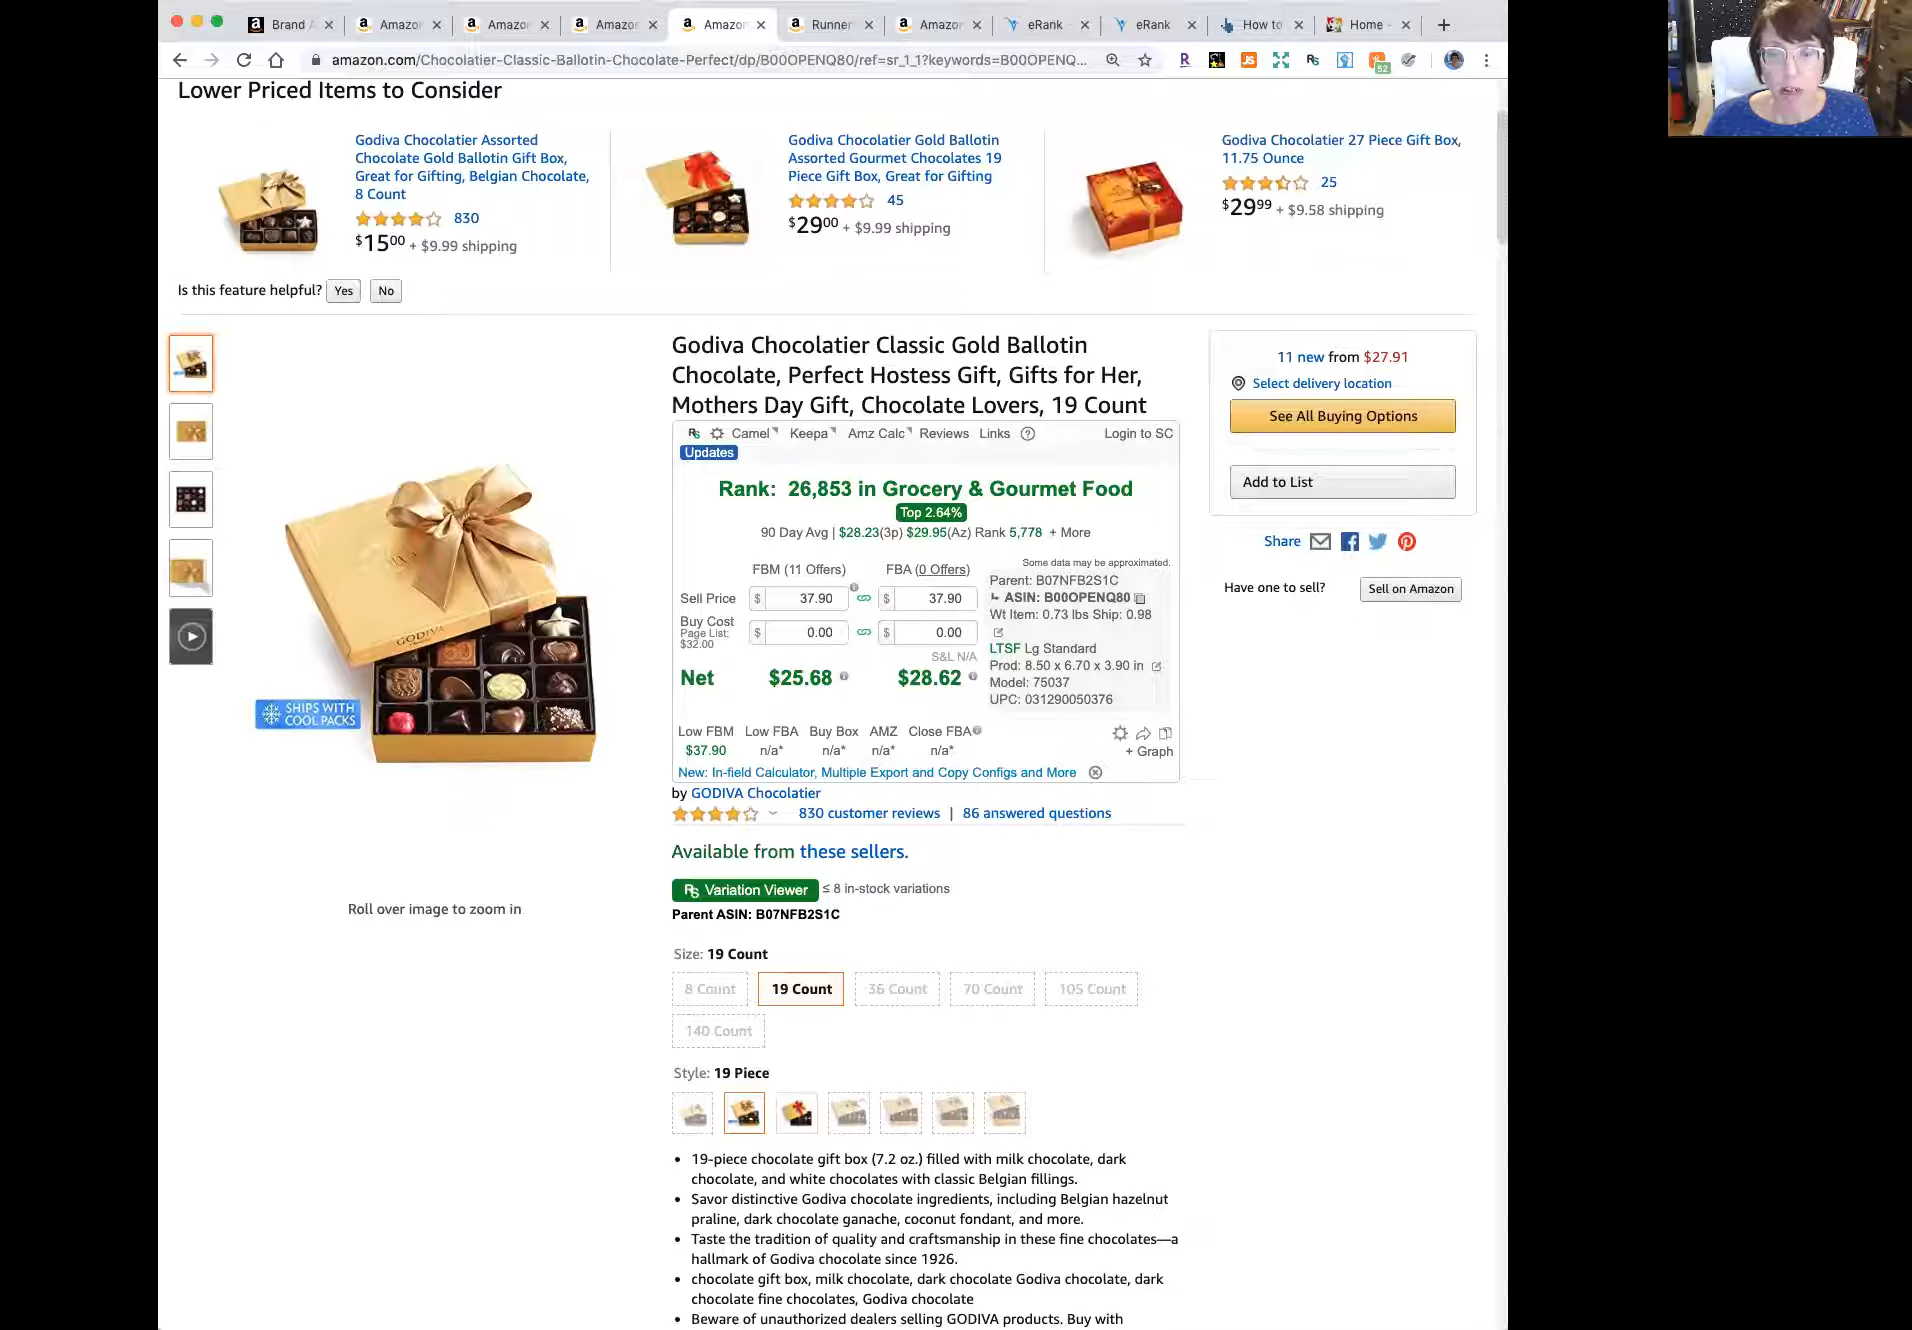 Brand
Amazo
Amazor
Amazo
Amazo
Runner
Amazor
eRank
eRank
How to
Home
amazon.com/Chocolatier-Classic-Ballotin-Chocolate-Perfect/dp/B00OPENQ80/ref=sr_1_1?keywords=B00OPENQ...
52
Lower Priced Items to Consider
Godiva Chocolatier Assorted
Chocolate Gold Ballotin Gift Box,
Great for Gifting, Belgian Chocolate,
8 Count
830
$15⁰⁰ + $9.99 shipping
Godiva Chocolatier Gold Ballotin
Assorted Gourmet Chocolates 19
Piece Gift Box, Great for Gifting
45
$29⁰⁰ + $9.99 shipping
Godiva Chocolatier 27 Piece Gift Box,
11.75 Ounce
25
$29⁹⁹ + $9.58 shipping
Is this feature helpful? Yes No
GODIVA
SHIPS WITH
COOL PACKS
Roll over image to zoom in
Godiva Chocolatier Classic Gold Ballotin
Chocolate, Perfect Hostess Gift, Gifts for Her,
Mothers Day Gift, Chocolate Lovers, 19 Count
Camel Keepa Amz Calc Reviews Links Login to SC
Updates
Rank: 26,853 in Grocery & Gourmet Food
Top 2.64%
90 Day Avg | $28.23(3p) $29.95(Az) Rank 5,778 + More
Some data may be approximated.
FBM (11 Offers) FBA (0 Offers)
Sell Price $ 37.90 $ 37.90
Buy Cost $ 0.00 $ 0.00
Page List:
$32.00
S&L N/A
Net $25.68 $28.62
Parent: B07NFB2S1C
ASIN: B00OPENQ80
Wt Item: 0.73 lbs Ship: 0.98
LTSF Lg Standard
Prod: 8.50 x 6.70 x 3.90 in
Model: 75037
UPC: 031290050376
Low FBM Low FBA Buy Box AMZ Close FBA
$37.90 n/a* n/a* n/a* n/a*
+ Graph
New: In-field Calculator, Multiple Export and Copy Configs and More
by GODIVA Chocolatier
830 customer reviews | 86 answered questions
Available from these sellers.
Variation Viewer ≤ 8 in-stock variations
Parent ASIN: B07NFB2S1C
Size: 19 Count
8 Count 19 Count 36 Count 70 Count 105 Count
140 Count
Style: 19 Piece
• 19-piece chocolate gift box (7.2 oz.) filled with milk chocolate, dark
chocolate, and white chocolates with classic Belgian fillings.
• Savor distinctive Godiva chocolate ingredients, including Belgian hazelnut
praline, dark chocolate ganache, coconut fondant, and more.
• Taste the tradition of quality and craftsmanship in these fine chocolates—a
hallmark of Godiva chocolate since 1926.
• chocolate gift box, milk chocolate, dark chocolate Godiva chocolate, dark
chocolate fine chocolates, Godiva chocolate
• Beware of unauthorized dealers selling GODIVA products. Buy with
11 new from $27.91
Select delivery location
See All Buying Options
Add to List
Share
Have one to sell? Sell on Amazon